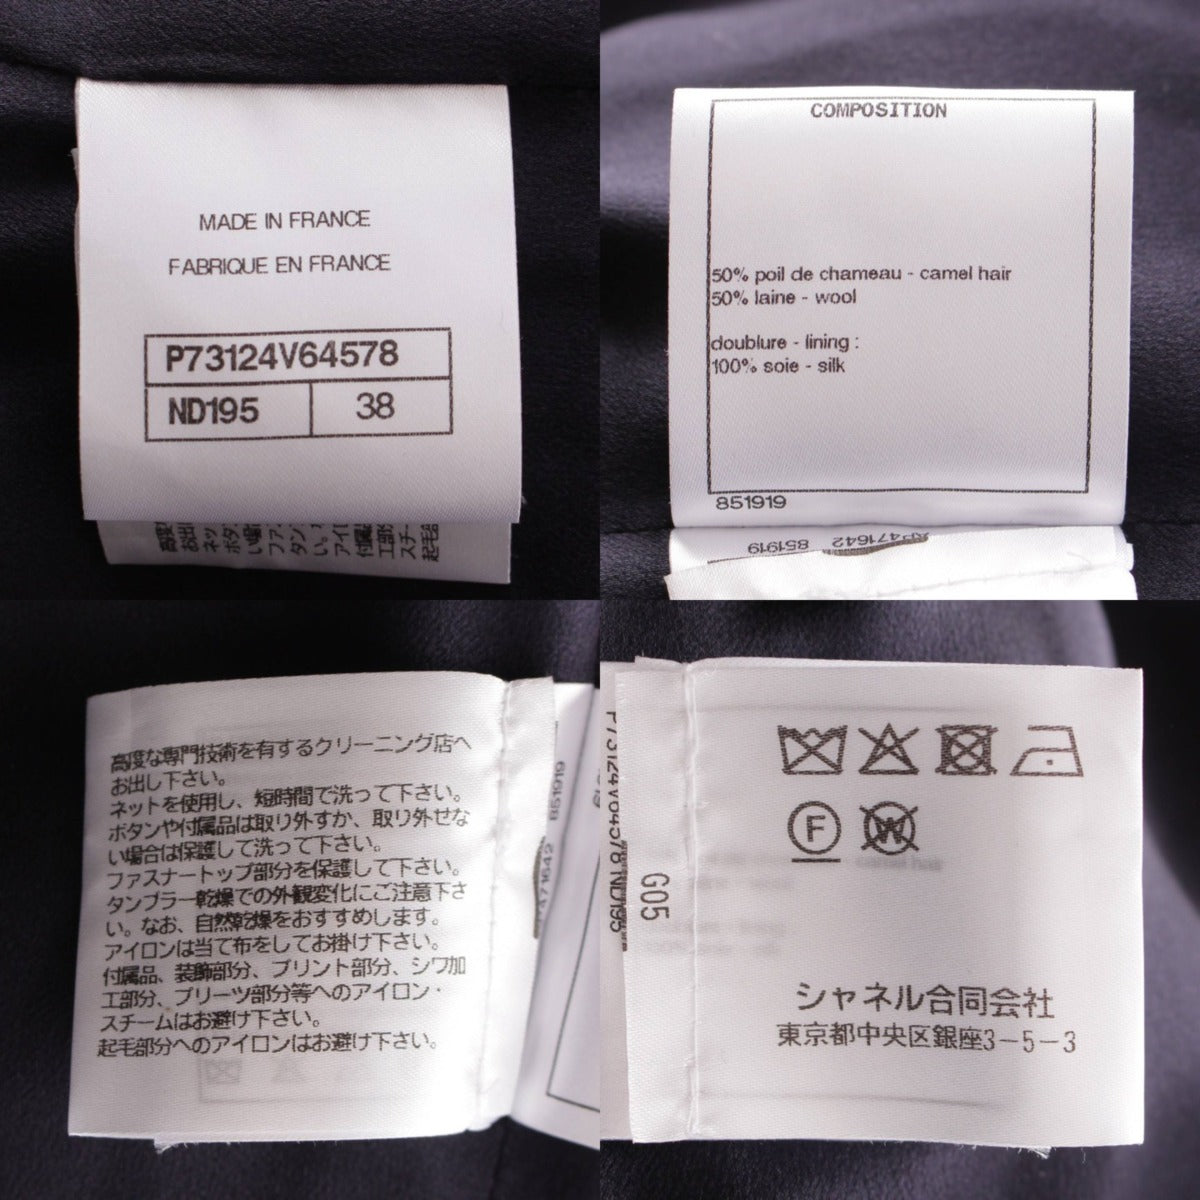 MADE IN FRANCE
FABRIQUE EN FRANCE
P73124V64578
ND195 38
COMPOSITION
50% poil de chameau - camel hair
50% laine - wool
doublure - lining :
100% soie - silk
851919
851919 AP471642
高度な専門技術を有するクリーニング店へ
お出し下さい。
ネットを使用し、短時間で洗って下さい。
ボタンや付属品は取り外すか、取り外せな
い場合は保護して洗って下さい。
ファスナートップ部分を保護して下さい。
タンブラー乾燥での外観変化にご注意下さ
い。なお、自然乾燥をおすすめします。
アイロンは当て布をしてお掛け下さい。
付属品、装飾部分、プリント部分、シワ加
工部分、プリーツ部分等へのアイロン・
スチームはお避け下さい。
起毛部分へのアイロンはお避け下さい。
851919
P73124V64578 ND195
G05
F W
シャネル合同会社
東京都中央区銀座3-5-3